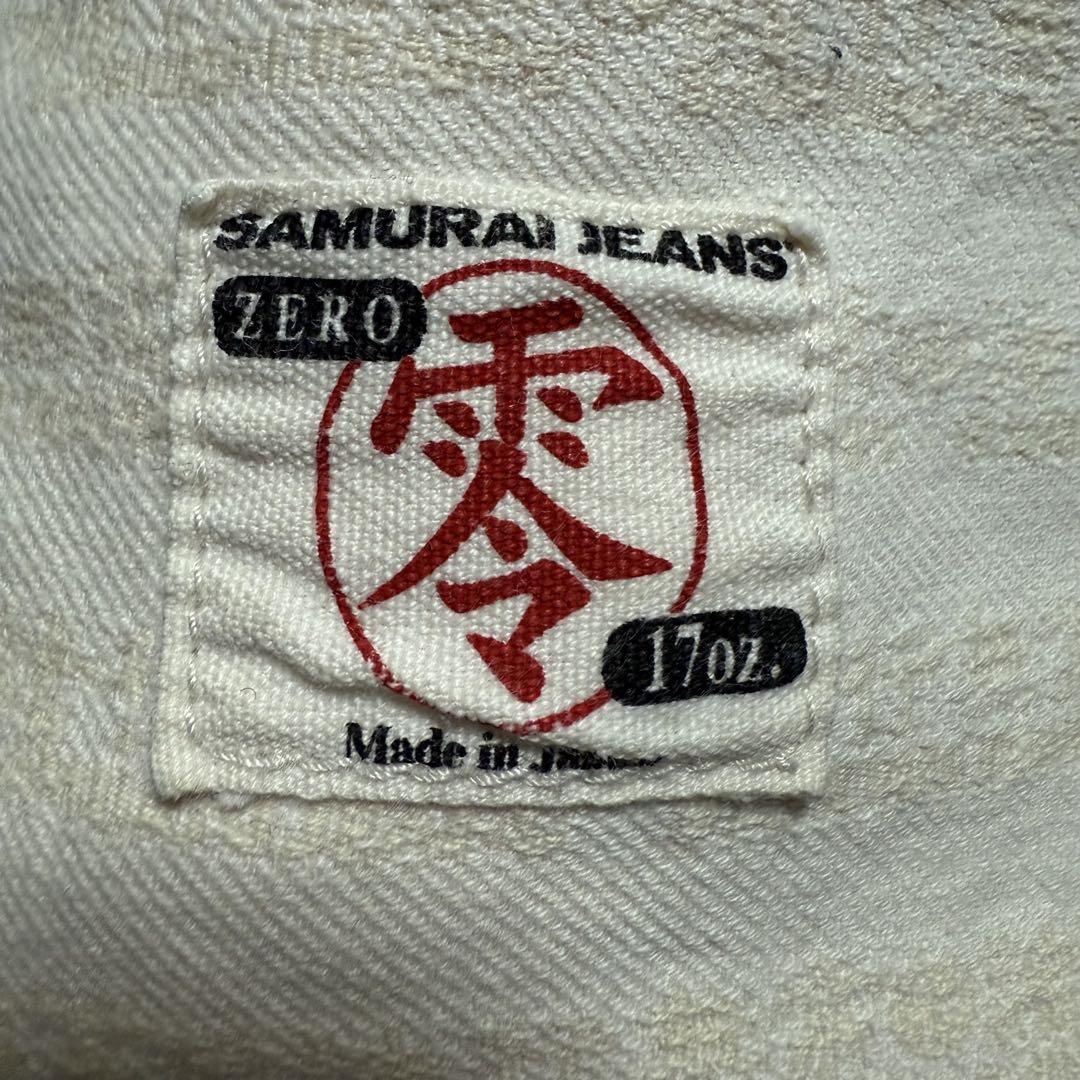 SAMURAI JEANS
ZERO
零
17oz.
Made in